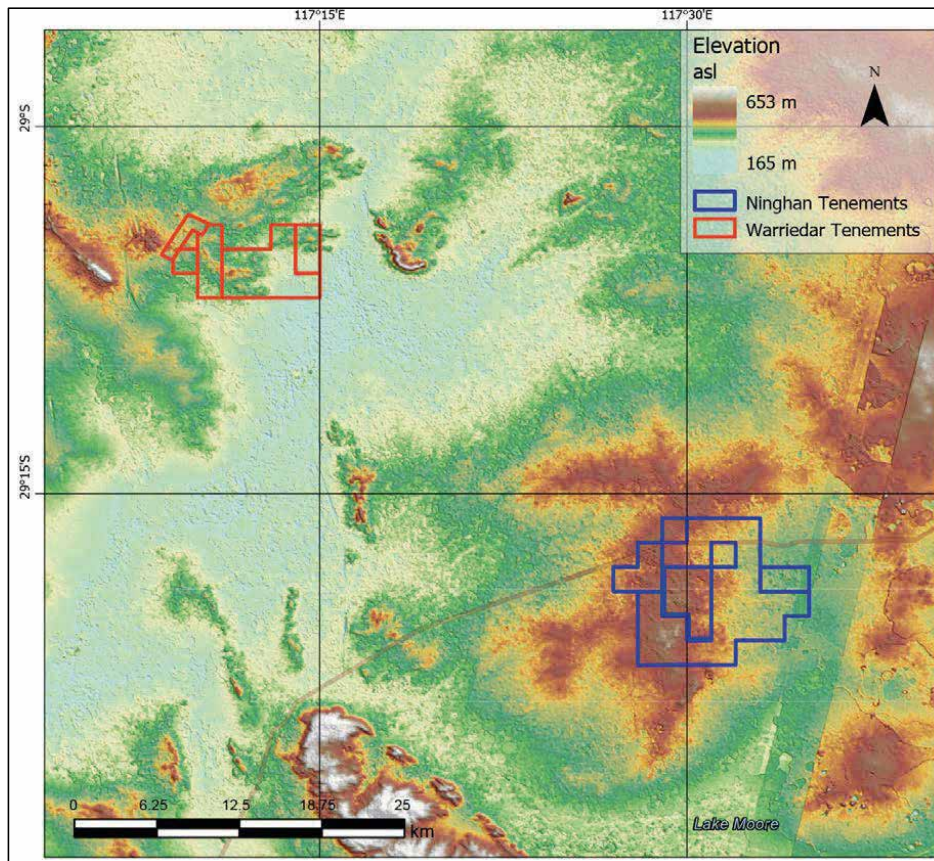 117°15'E
117°30'E
Elevation
asl
653 m
165 m
N
Ninghan Tenements
Warriedar Tenements
29°S
29°15'S
0
6.25
12.5
18.75
25
km
Lake Moore